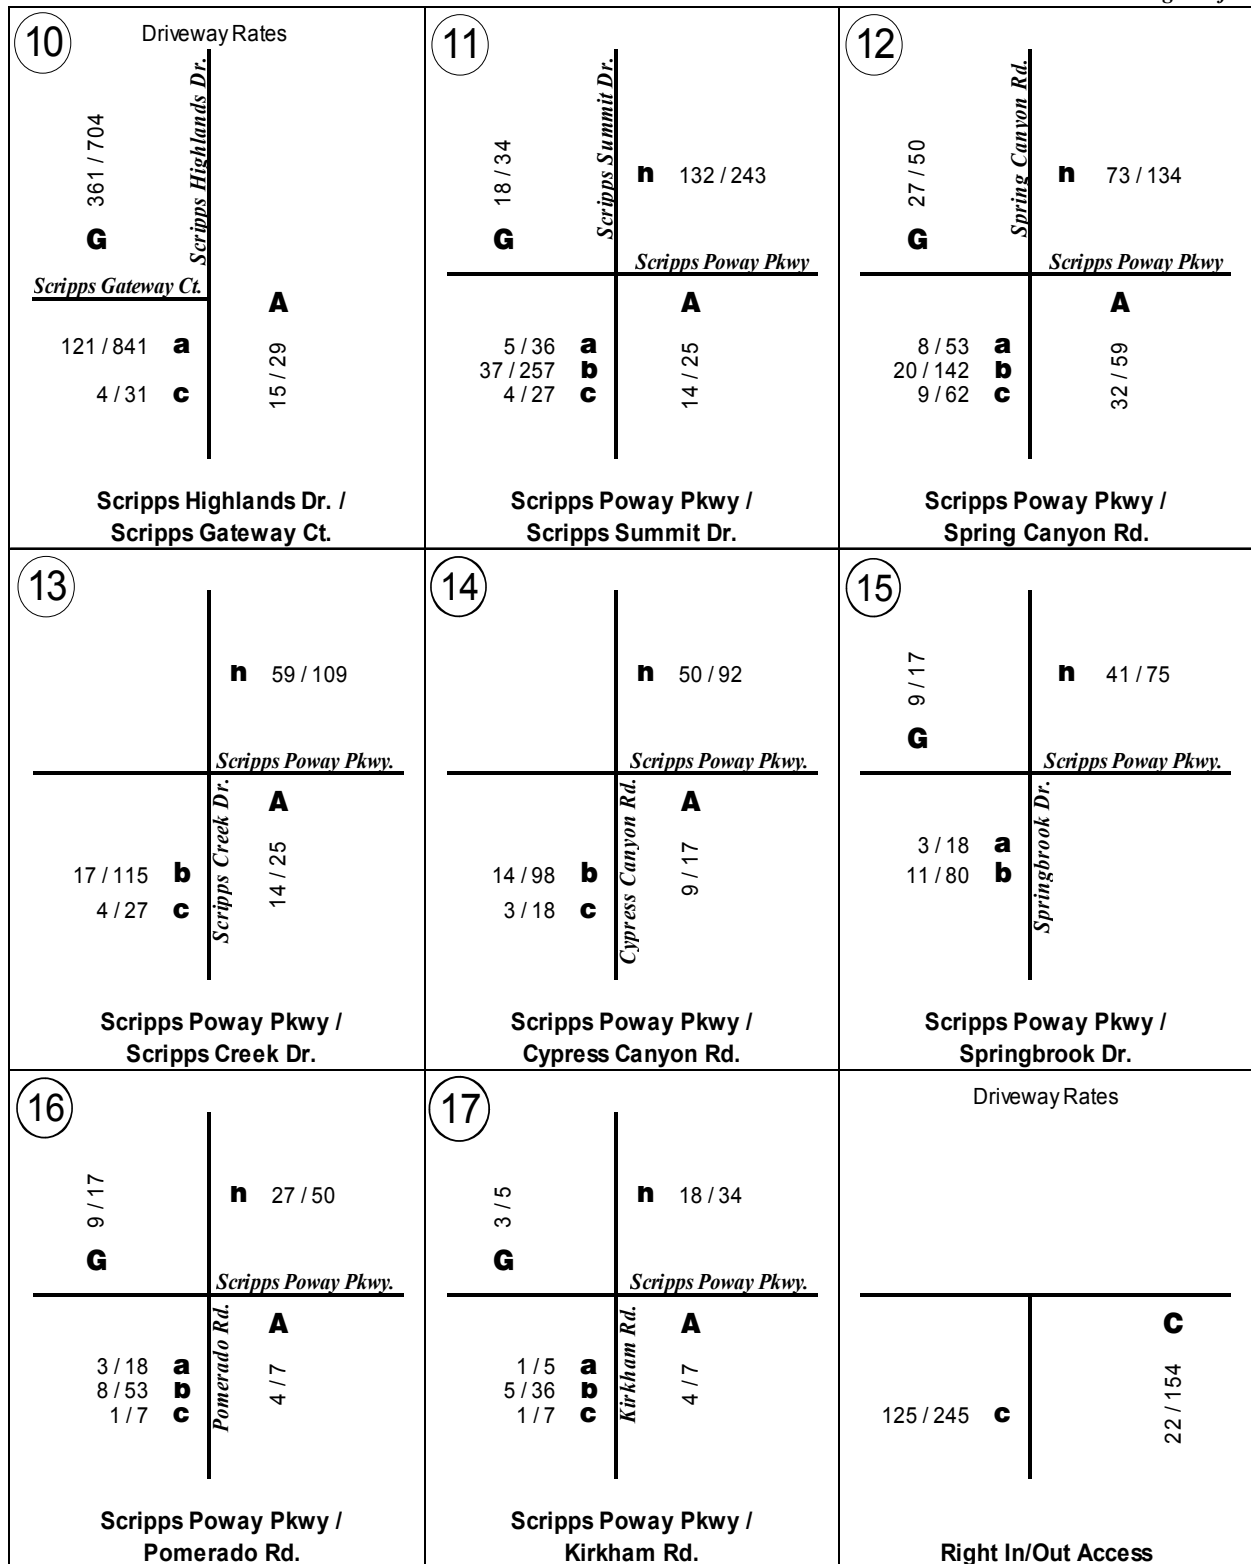 10
Driveway Rates
Scripps Highlands Dr.
361 / 704
G
Scripps Gateway Ct.
A
121 / 841 a
15 / 29
4 / 31 c
Scripps Highlands Dr. /
Scripps Gateway Ct.
11
Scripps Summit Dr.
18 / 34
n 132 / 243
G
Scripps Poway Pkwy
A
5 / 36 a
37 / 257 b
4 / 27 c
14 / 25
Scripps Poway Pkwy /
Scripps Summit Dr.
12
Spring Canyon Rd.
27 / 50
n 73 / 134
G
Scripps Poway Pkwy
A
8 / 53 a
20 / 142 b
9 / 62 c
32 / 59
Scripps Poway Pkwy /
Spring Canyon Rd.
13
n 59 / 109
Scripps Poway Pkwy.
Scripps Creek Dr.
A
14 / 25
17 / 115 b
4 / 27 c
Scripps Poway Pkwy /
Scripps Creek Dr.
14
n 50 / 92
Scripps Poway Pkwy.
Cypress Canyon Rd.
A
9 / 17
14 / 98 b
3 / 18 c
Scripps Poway Pkwy /
Cypress Canyon Rd.
15
9 / 17
n 41 / 75
G
Scripps Poway Pkwy.
Springbrook Dr.
3 / 18 a
11 / 80 b
Scripps Poway Pkwy /
Springbrook Dr.
16
9 / 17
n 27 / 50
G
Scripps Poway Pkwy.
Pomerado Rd.
A
3 / 18 a
8 / 53 b
1 / 7 c
4 / 7
Scripps Poway Pkwy /
Pomerado Rd.
17
3 / 5
n 18 / 34
G
Scripps Poway Pkwy.
Kirkham Rd.
A
1 / 5 a
5 / 36 b
1 / 7 c
4 / 7
Scripps Poway Pkwy /
Kirkham Rd.
Driveway Rates
C
22 / 154
125 / 245 c
Right In/Out Access